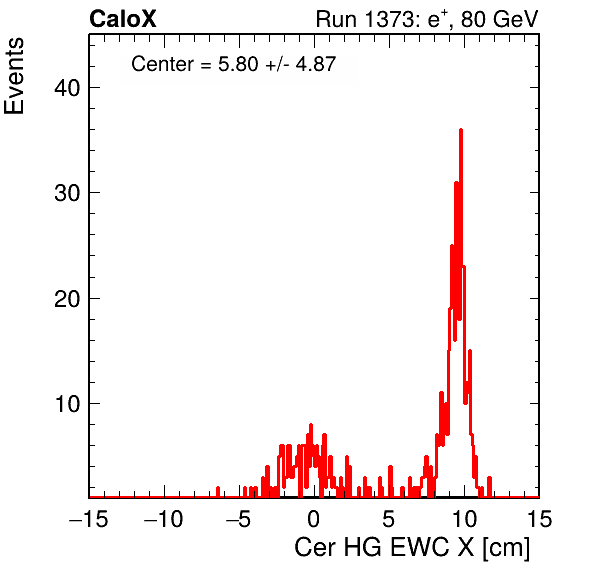 CaloX Run 1373: e⁺, 80 GeV
Center = 5.80 +/- 4.87
Events
40
30
20
10
−15 −10 −5 0 5 10 15
Cer HG EWC X [cm]